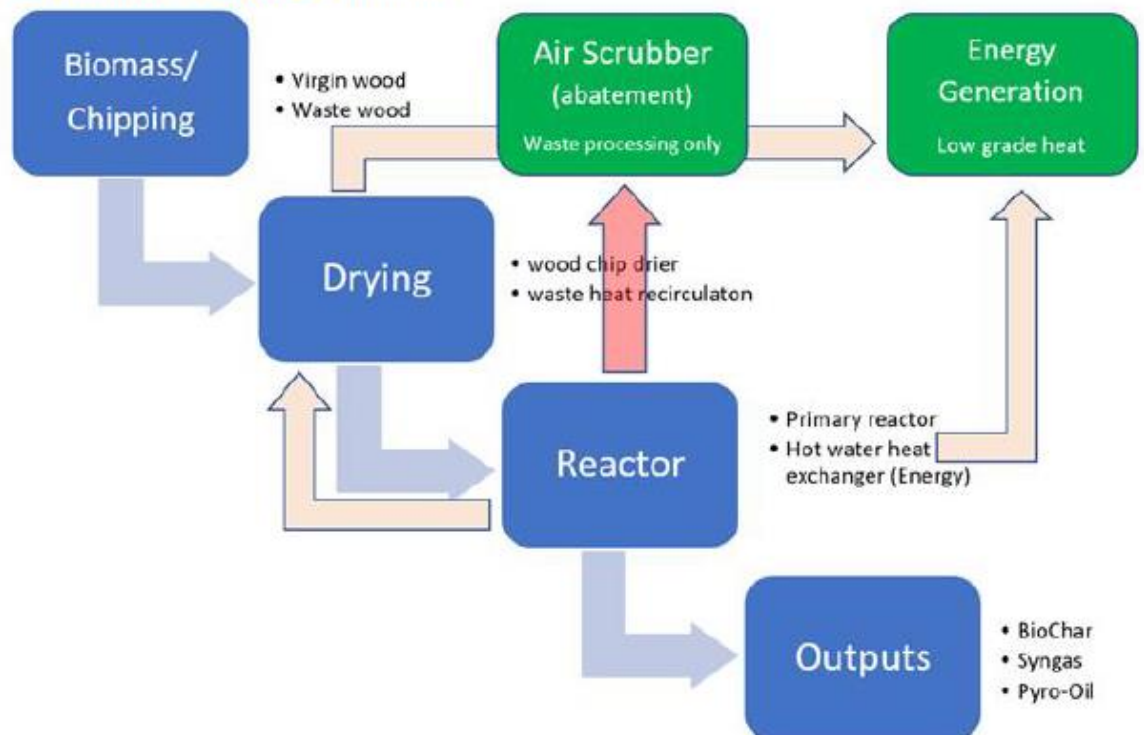 Biomass/
Chipping
• Virgin wood
• Waste wood
Air Scrubber
(abatement)
Waste processing only
Energy
Generation
Low grade heat
Drying
• wood chip drier
• waste heat recirculaton
Reactor
• Primary reactor
• Hot water heat
exchanger (Energy)
Outputs
• BioChar
• Syngas
• Pyro-Oil